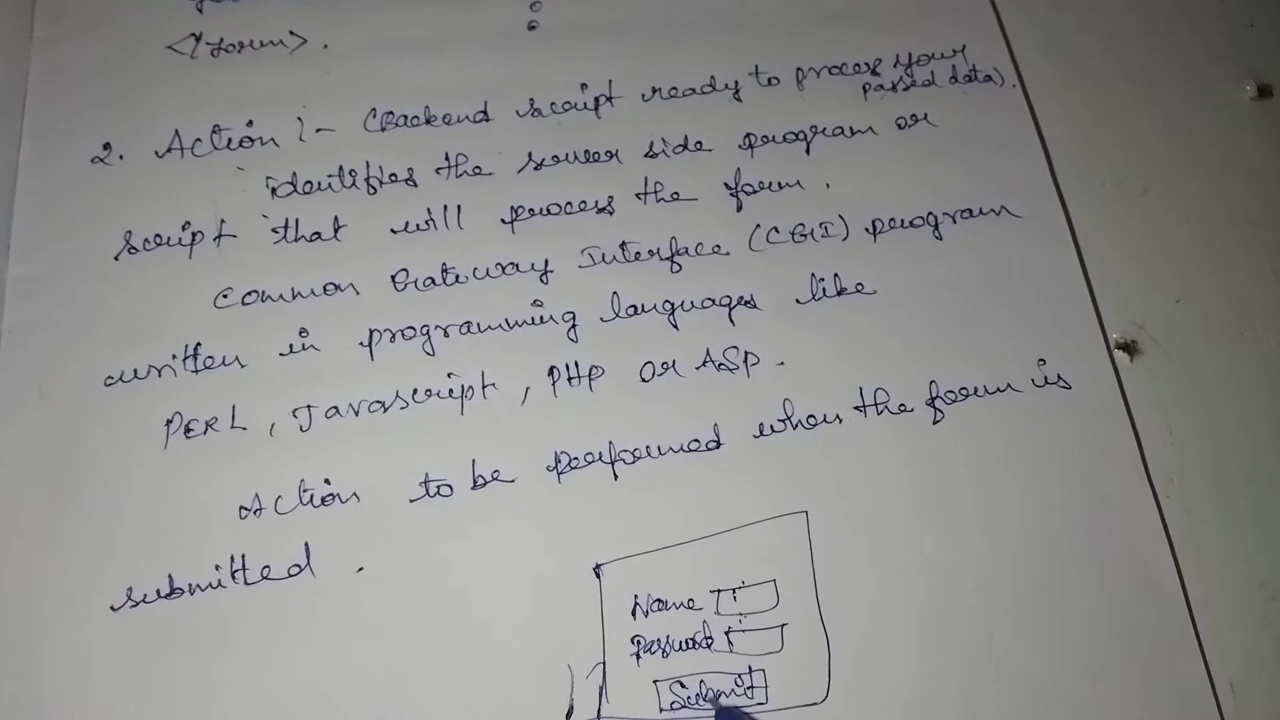 </form>.
2. Action :- (Backend script ready to process your
passed data).
identifies the server side program or
script that will process the form.
Common Gateway Interface (CGI) program
written in programming languages like
PERL, Javascript, PHP or ASP.
Action to be performed when the form is
submitted.
Name
Password
Submit